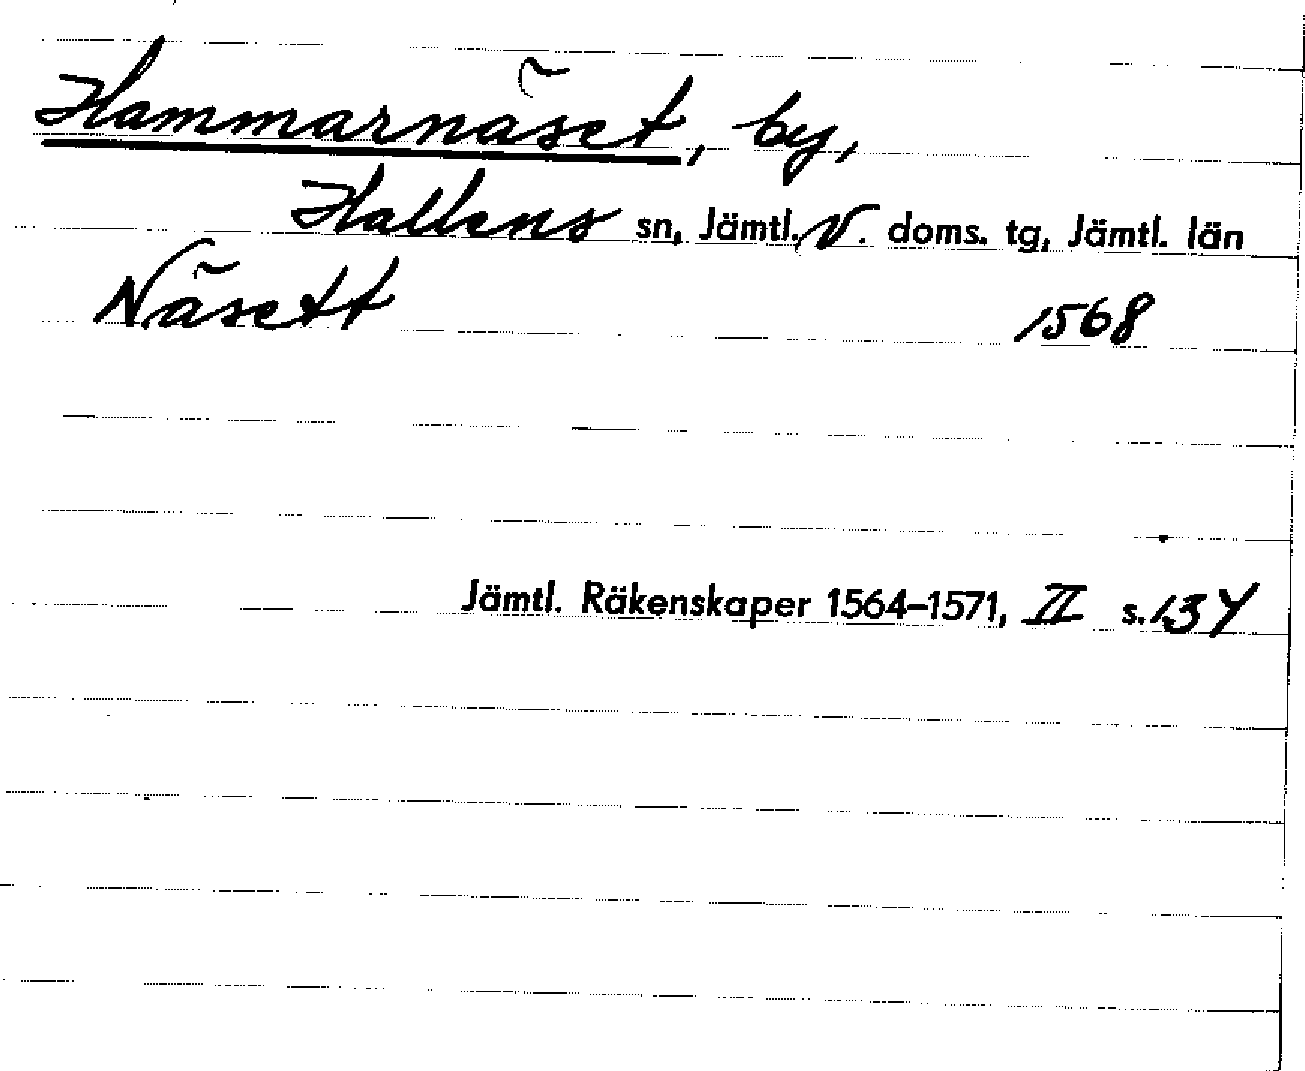 Hammarnäset, by,
Hallens sn, Jämtl. V. doms. tg, Jämtl. län
Näsett 1568
Jämtl. Räkenskaper 1564–1571, II s. 134